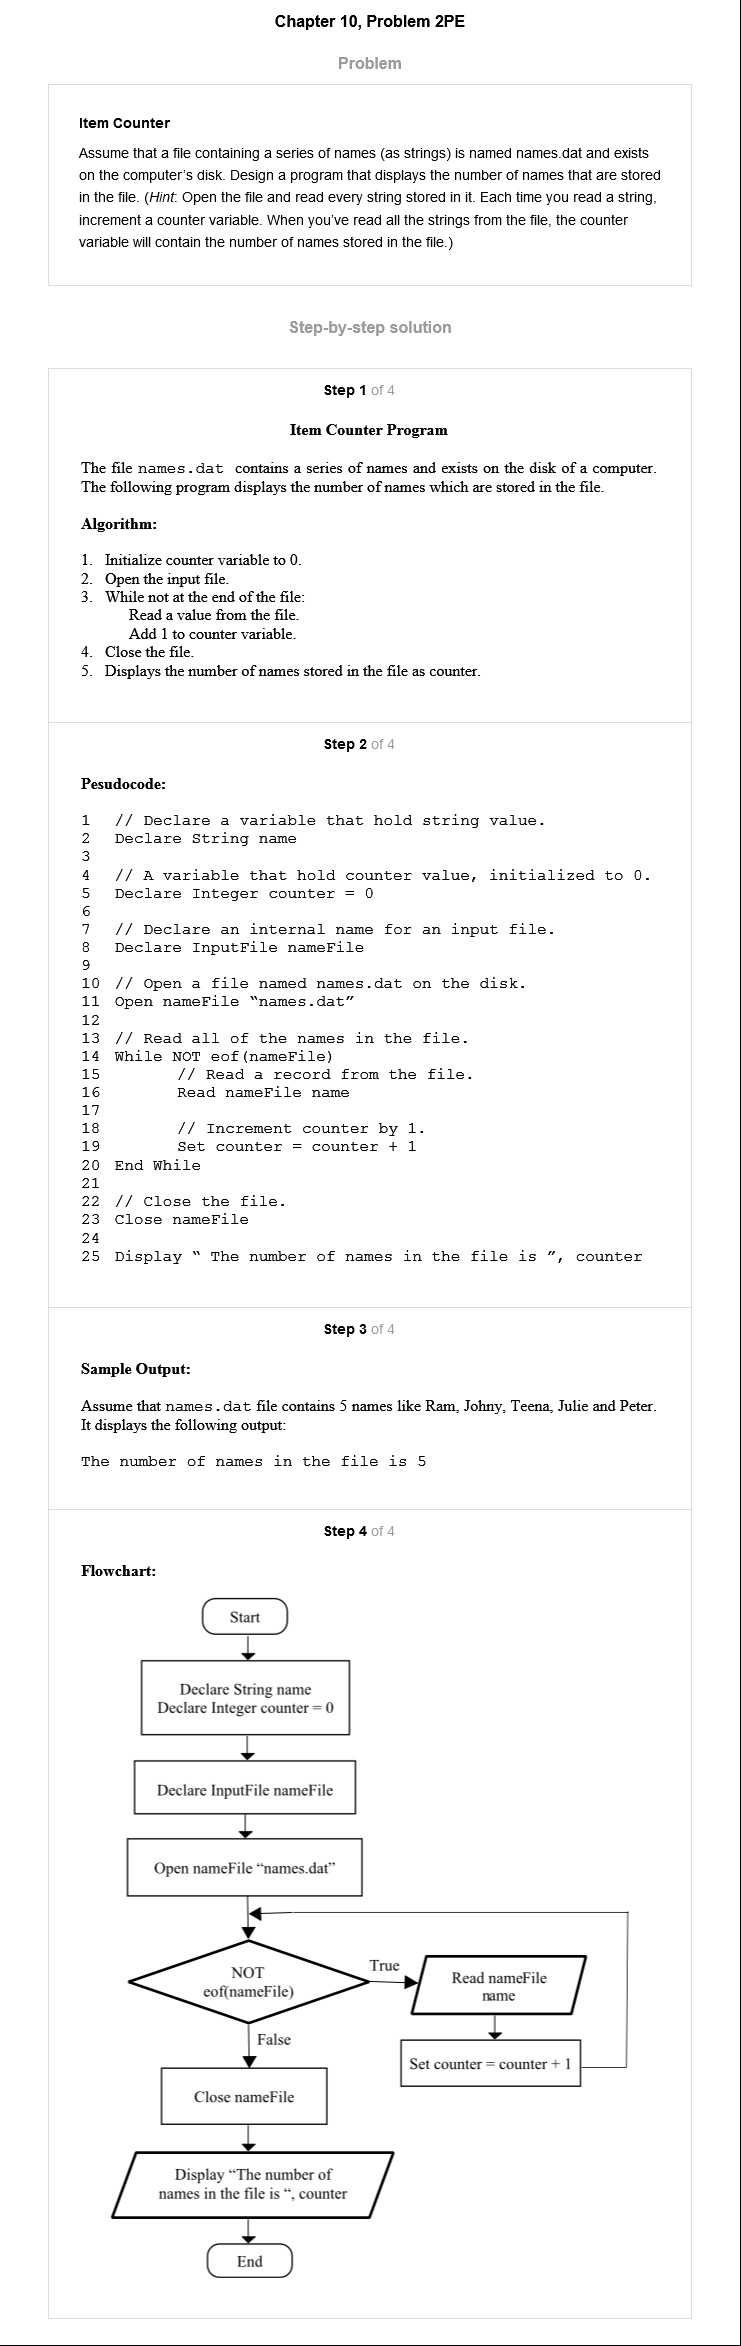 Chapter 10, Problem 2PE
Problem
Item Counter
Assume that a file containing a series of names (as strings) is named names.dat and exists
on the computer's disk. Design a program that displays the number of names that are stored
in the file. (Hint: Open the file and read every string stored in it. Each time you read a string,
increment a counter variable. When you've read all the strings from the file, the counter
variable will contain the number of names stored in the file.)
Step-by-step solution
Step 1 of 4
Item Counter Program
The file names.dat contains a series of names and exists on the disk of a computer.
The following program displays the number of names which are stored in the file.
Algorithm:
1. Initialize counter variable to 0.
2. Open the input file.
3. While not at the end of the file:
Read a value from the file.
Add 1 to counter variable.
4. Close the file.
5. Displays the number of names stored in the file as counter.
Step 2 of 4
Pesudocode:
1 // Declare a variable that hold string value.
2 Declare String name
3
4 // A variable that hold counter value, initialized to 0.
5 Declare Integer counter = 0
6
7 // Declare an internal name for an input file.
8 Declare InputFile nameFile
9
10 // Open a file named names.dat on the disk.
11 Open nameFile “names.dat”
12
13 // Read all of the names in the file.
14 While NOT eof(nameFile)
15 // Read a record from the file.
16 Read nameFile name
17
18 // Increment counter by 1.
19 Set counter = counter + 1
20 End While
21
22 // Close the file.
23 Close nameFile
24
25 Display “ The number of names in the file is ”, counter
Step 3 of 4
Sample Output:
Assume that names.dat file contains 5 names like Ram, Johny, Teena, Julie and Peter.
It displays the following output:
The number of names in the file is 5
Step 4 of 4
Flowchart:
Start
Declare String name
Declare Integer counter = 0
Declare InputFile nameFile
Open nameFile “names.dat”
NOT
eof(nameFile)
True
Read nameFile
name
Set counter = counter + 1
False
Close nameFile
Display “The number of
names in the file is “, counter
End